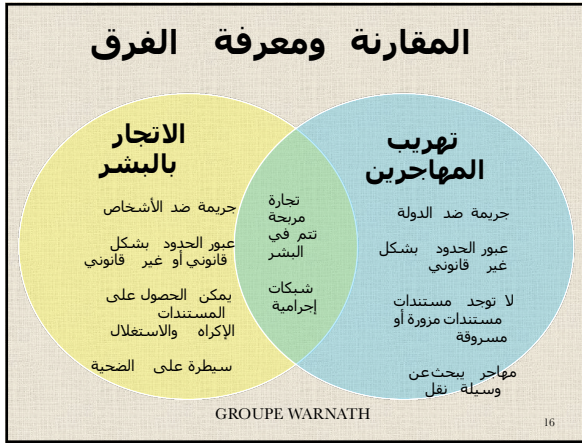 المقارنة ومعرفة الفرق
تهريب
المهاجرين
جريمة ضد الدولة
عبور الحدود بشكل
غير قانوني
لا توجد مستندات
مستندات مزورة أو
مسروقة
مهاجر يبحث عن
وسيلة نقل
تجارة
مربحة
تتم في
البشر
شبكات
إجرامية
الاتجار
بالبشر
جريمة ضد الأشخاص
عبور الحدود بشكل
قانوني أو غير قانوني
يمكن الحصول على
المستندات
الإكراه والاستغلال
سيطرة على الضحية
GROUPE WARNATH
16